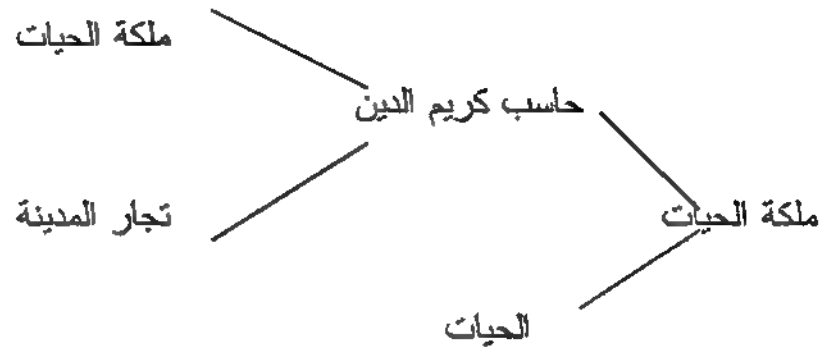 ملكة الحيات
حاسب كريم الدين
تجار المدينة
ملكة الحيات
الحيات